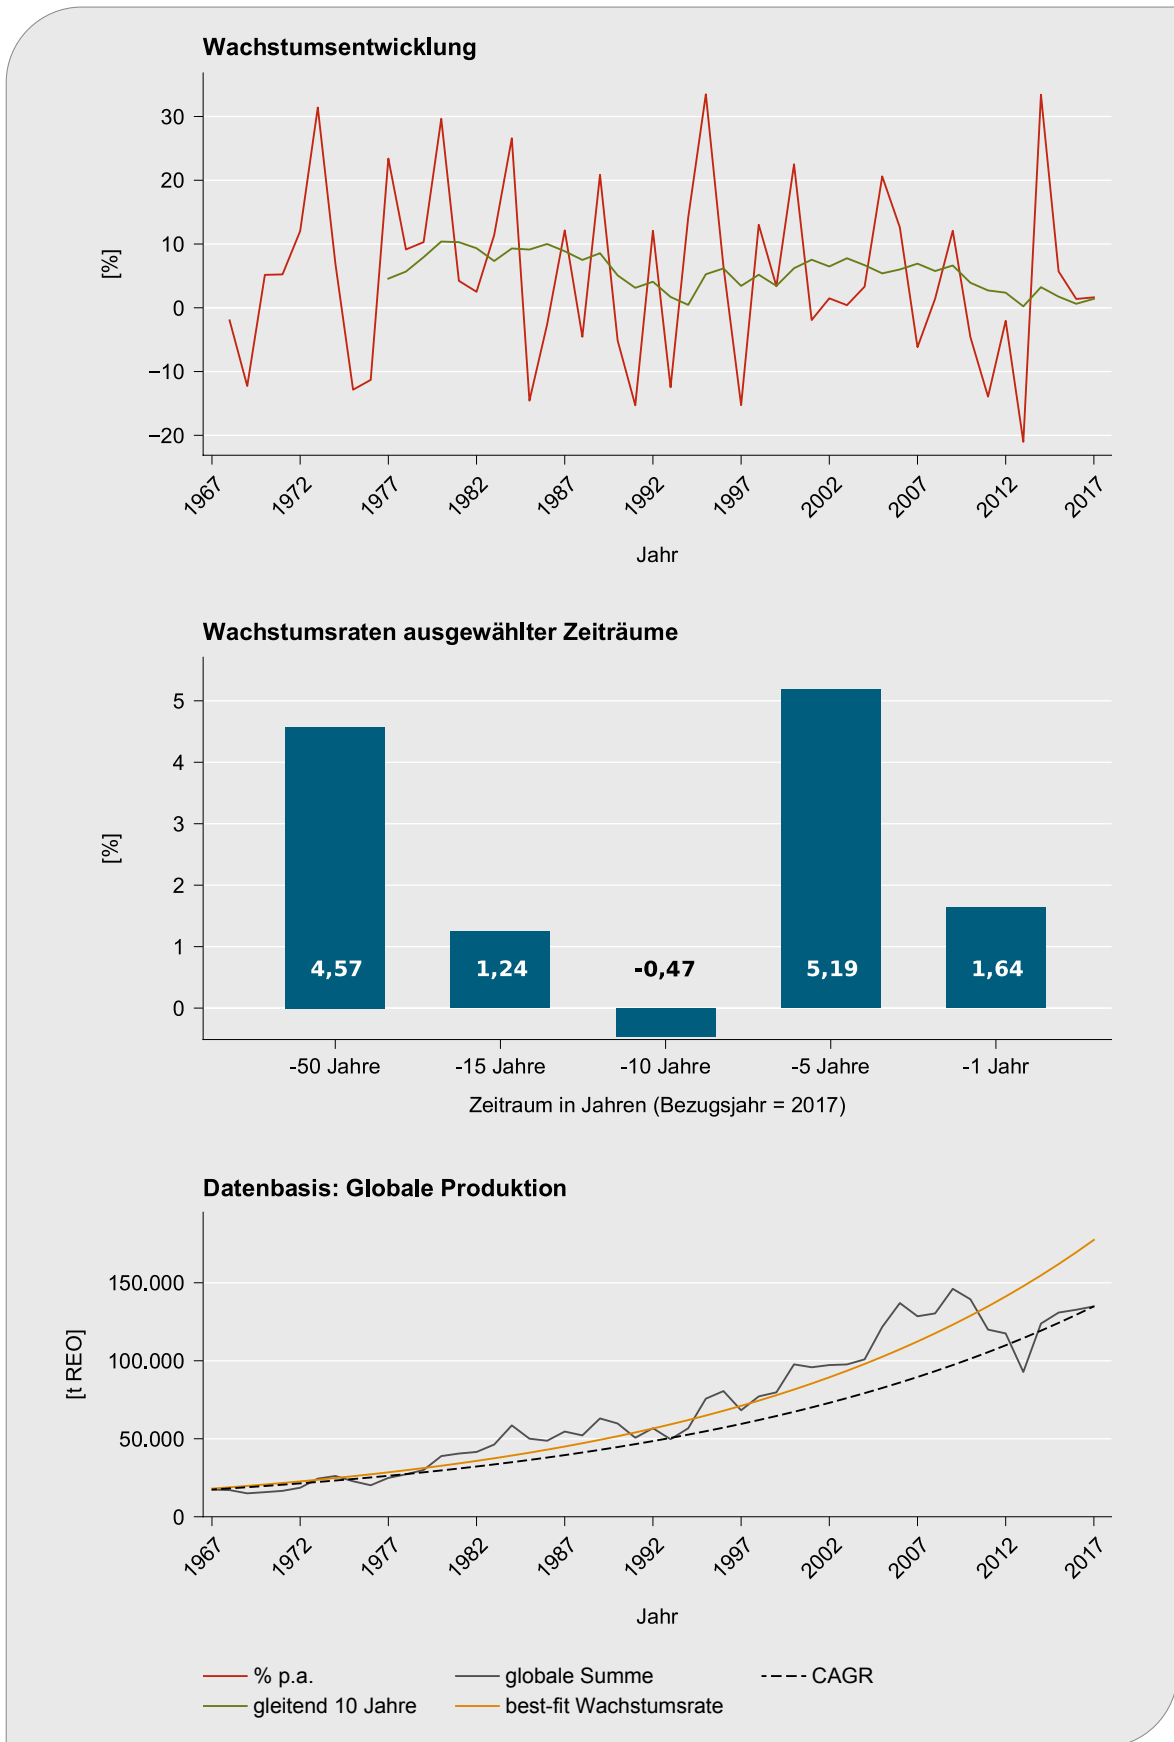 Wachstumsentwicklung
30
20
10
0
−10
−20
[%]
1967 1972 1977 1982 1987 1992 1997 2002 2007 2012 2017
Jahr
Wachstumsraten ausgewählter Zeiträume
5
4
3
2
1
0
[%]
4,57 1,24 -0,47 5,19 1,64
-50 Jahre -15 Jahre -10 Jahre -5 Jahre -1 Jahr
Zeitraum in Jahren (Bezugsjahr = 2017)
Datenbasis: Globale Produktion
150.000
100.000
50.000
0
[t REO]
1967 1972 1977 1982 1987 1992 1997 2002 2007 2012 2017
Jahr
% p.a. globale Summe CAGR
gleitend 10 Jahre best-fit Wachstumsrate